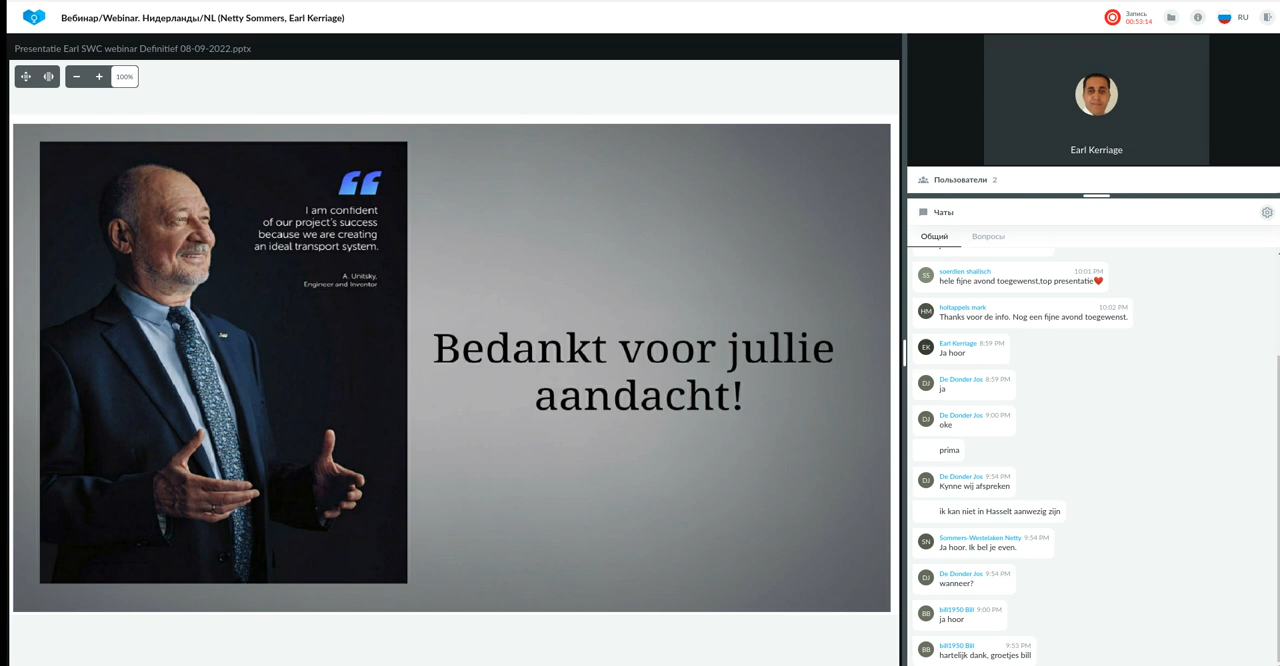 Вебинар/Webinar. Нидерланды/NL (Netty Sommers, Earl Kerriage)
Запись
00:53:14
RU
Presentatie Earl SWC webinar Definitief 08-09-2022.pptx
100%
I am confident
of our project's success
because we are creating
an ideal transport system.
A. Unitsky,
Engineer and Inventor
Bedankt voor jullie
aandacht!
Earl Kerriage
Пользователи 2
Чаты
Общий
Вопросы
SS
soerdien shailisch 10:01 PM
hele fijne avond toegewenst,top presentatie❤️
HM
holtappels mark 10:02 PM
Thanks voor de info. Nog een fijne avond toegewenst.
EK
Earl Kerriage 8:59 PM
Ja hoor
DJ
De Donder Jos 8:59 PM
ja
DJ
De Donder Jos 9:00 PM
oke
prima
DJ
De Donder Jos 9:54 PM
Kynne wij afspreken
ik kan niet in Hasselt aanwezig zijn
SN
Sommers-Westelaken Netty 9:54 PM
Ja hoor. Ik bel je even.
DJ
De Donder Jos 9:54 PM
wanneer?
BB
bill1950 Bill 9:00 PM
ja hoor
BB
bill1950 Bill 9:53 PM
hartelijk dank, groetjes bill